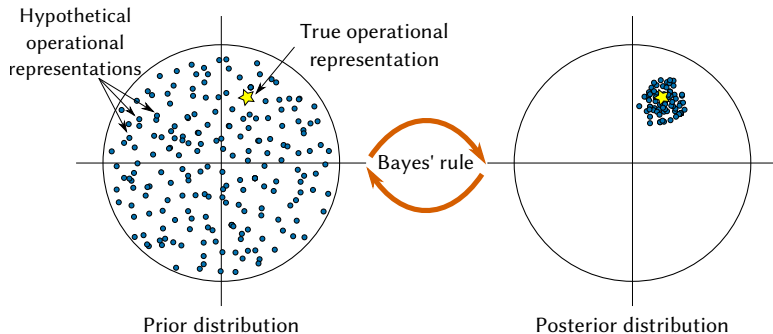 Hypothetical
operational
representations
True operational
representation
Bayes' rule
Prior distribution
Posterior distribution